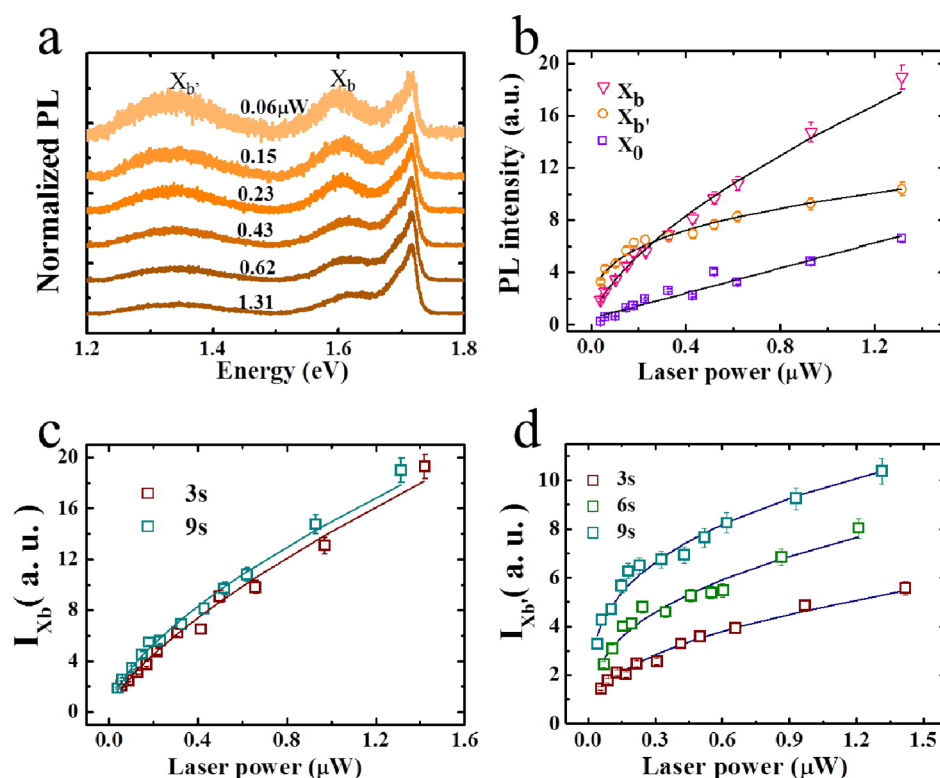 a
Normalized PL
X_b'
X_b
0.06μW
0.15
0.23
0.43
0.62
1.31
1.2 1.4 1.6 1.8
Energy (eV)
b
PL intensity (a.u.)
20
16
12
8
4
0
X_b
X_b'
X_0
0.0 0.4 0.8 1.2
Laser power (μW)
c
I_Xb ( a. u. )
20
16
12
8
4
0
3s
9s
0.0 0.4 0.8 1.2 1.6
Laser power (μW)
d
I_Xb' ( a. u. )
10
8
6
4
2
0
3s
6s
9s
0.0 0.3 0.6 0.9 1.2 1.5
Laser power (μW)